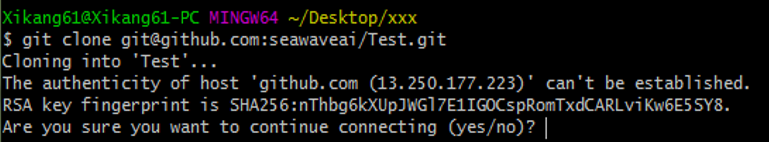 Xikang61@Xikang61-PC MINGW64 ~/Desktop/xxx
$ git clone git@github.com:seawaveai/Test.git
Cloning into 'Test'...
The authenticity of host 'github.com (13.250.177.223)' can't be established.
RSA key fingerprint is SHA256:nThbg6kXUpJWGl7E1IGOCspRomTxdCARLviKw6E5SY8.
Are you sure you want to continue connecting (yes/no)?